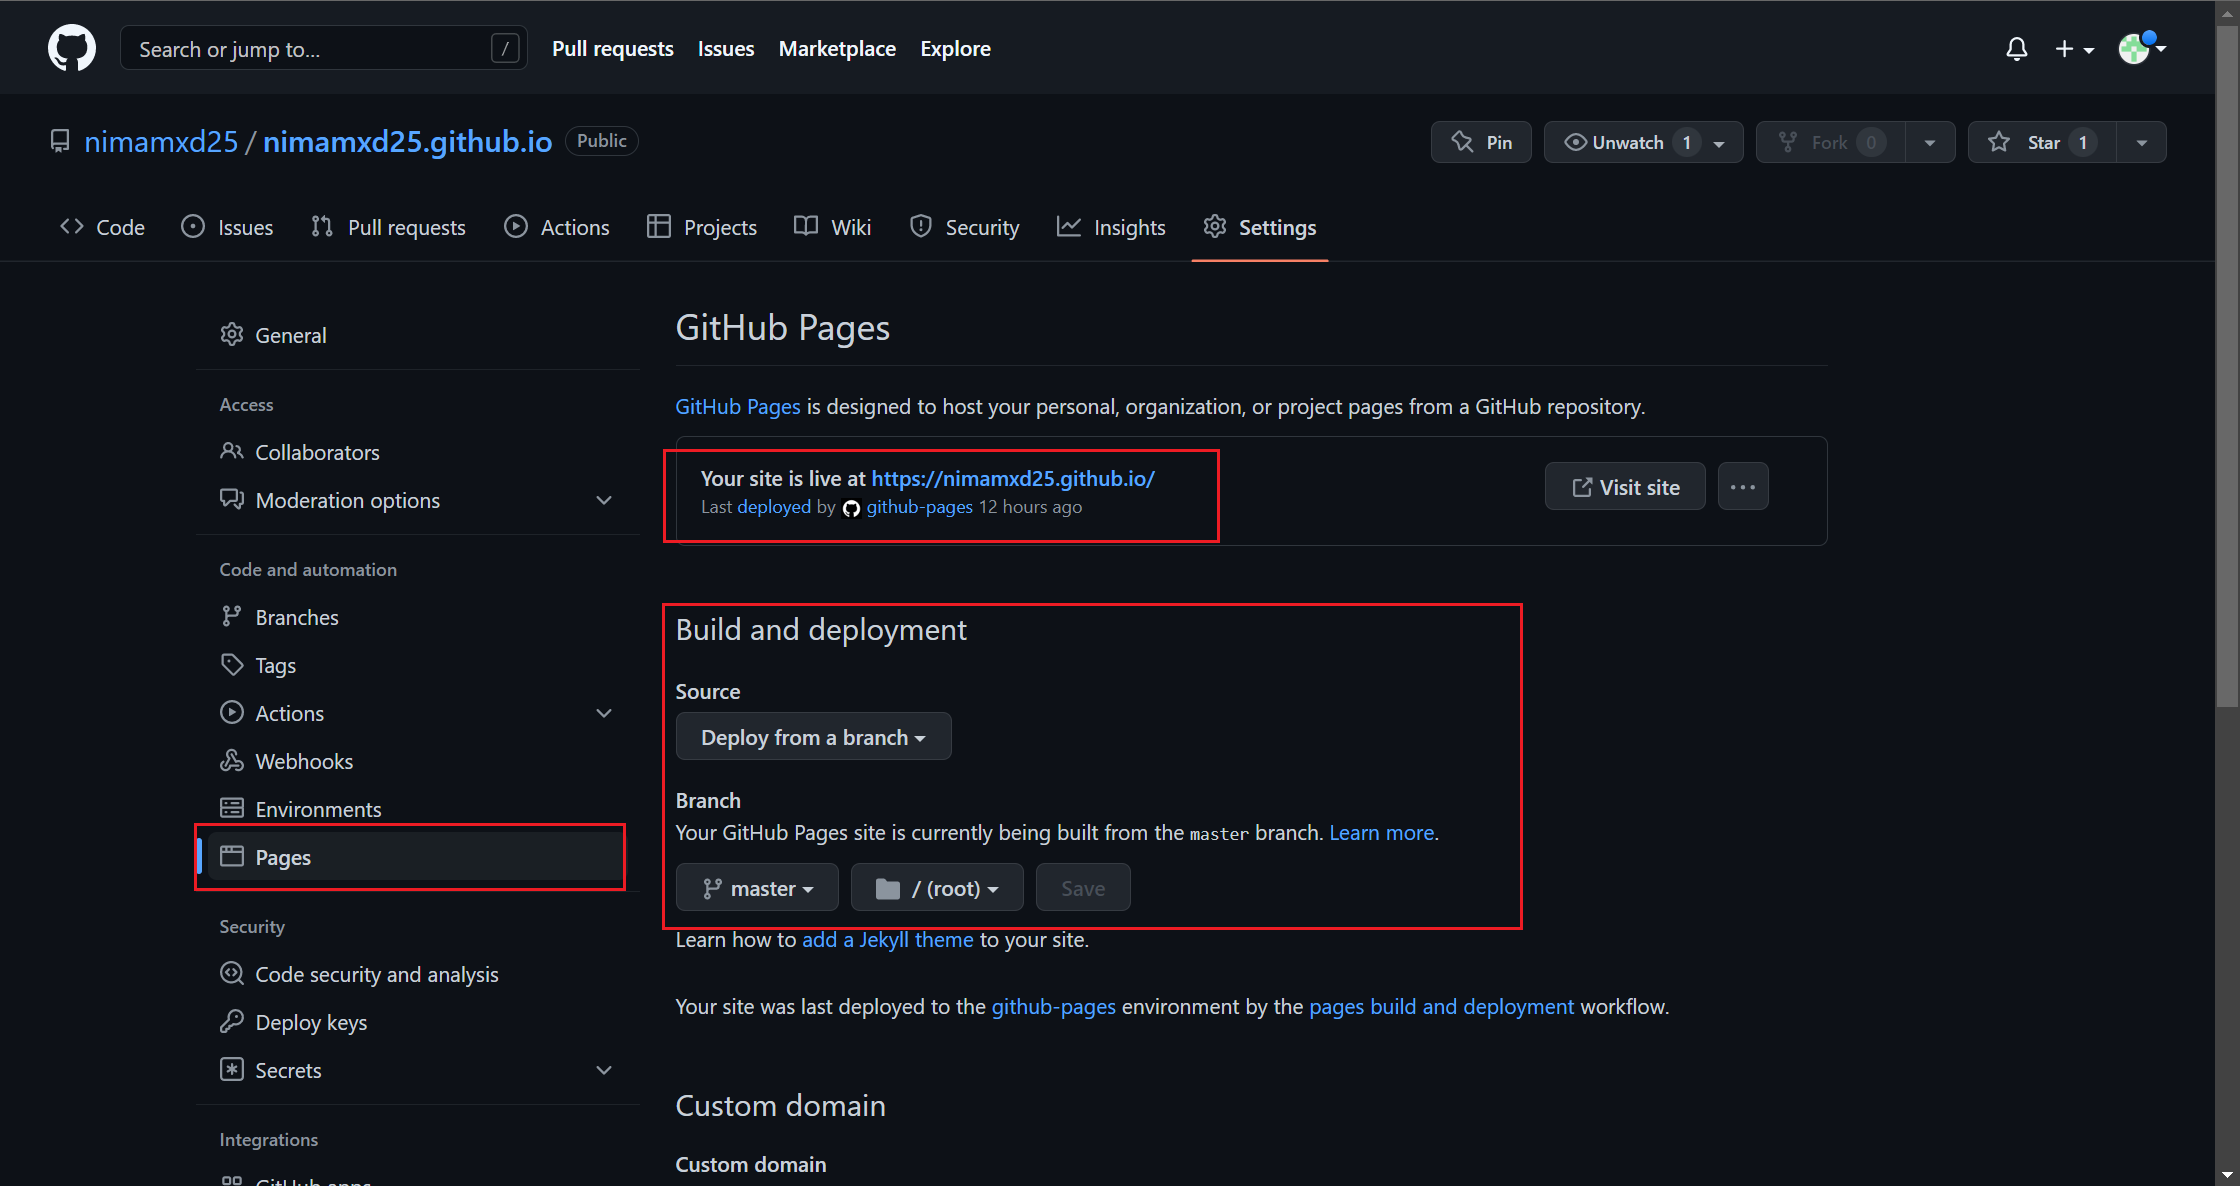 Search or jump to... /
Pull requests Issues Marketplace Explore
nimamxd25 / nimamxd25.github.io Public
Pin Unwatch 1 Fork 0 Star 1
Code Issues Pull requests Actions Projects Wiki Security Insights Settings
General
Access
Collaborators
Moderation options
Code and automation
Branches
Tags
Actions
Webhooks
Environments
Pages
Security
Code security and analysis
Deploy keys
Secrets
Integrations
GitHub apps
GitHub Pages
GitHub Pages is designed to host your personal, organization, or project pages from a GitHub repository.
Your site is live at https://nimamxd25.github.io/
Last deployed by github-pages 12 hours ago
Visit site
Build and deployment
Source
Deploy from a branch
Branch
Your GitHub Pages site is currently being built from the master branch. Learn more.
master / (root) Save
Learn how to add a Jekyll theme to your site.
Your site was last deployed to the github-pages environment by the pages build and deployment workflow.
Custom domain
Custom domain